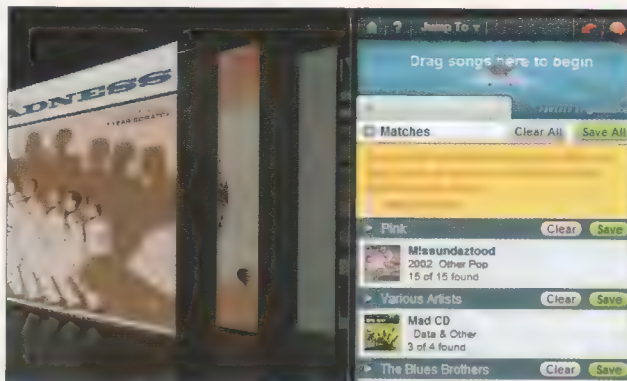 ADNESS
? Jump To
Drag songs here to begin
Matches Clear All Save All
Pink Clear Save
M!ssundaztood
2002 Other Pop
15 of 15 found
Various Artists Clear Save
Mad CD
Data & Other
3 of 4 found
The Blues Brothers Clear Save